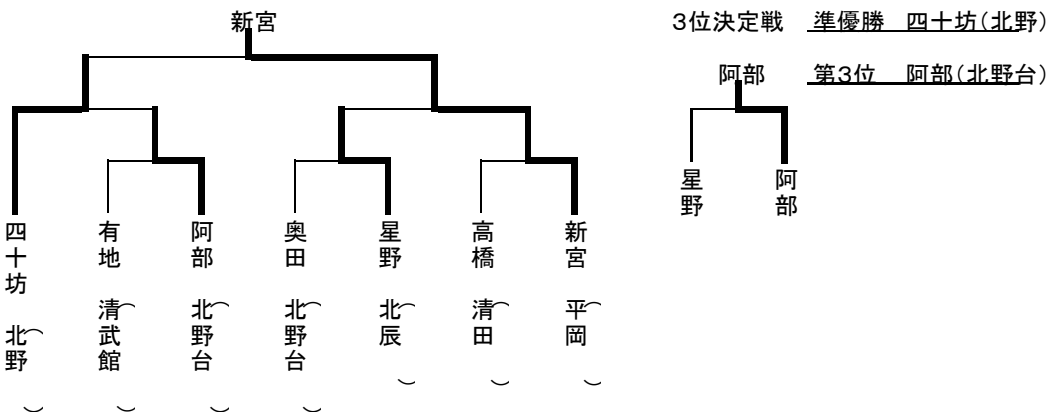 新宮
3位決定戦 準優勝 四十坊(北野)
阿部 第3位 阿部(北野台)
星野
阿部
四十坊(北野)
有地(清武館)
阿部(北野台)
奥田(北野台)
星野(北辰)
高橋(清田)
新宮(平岡)